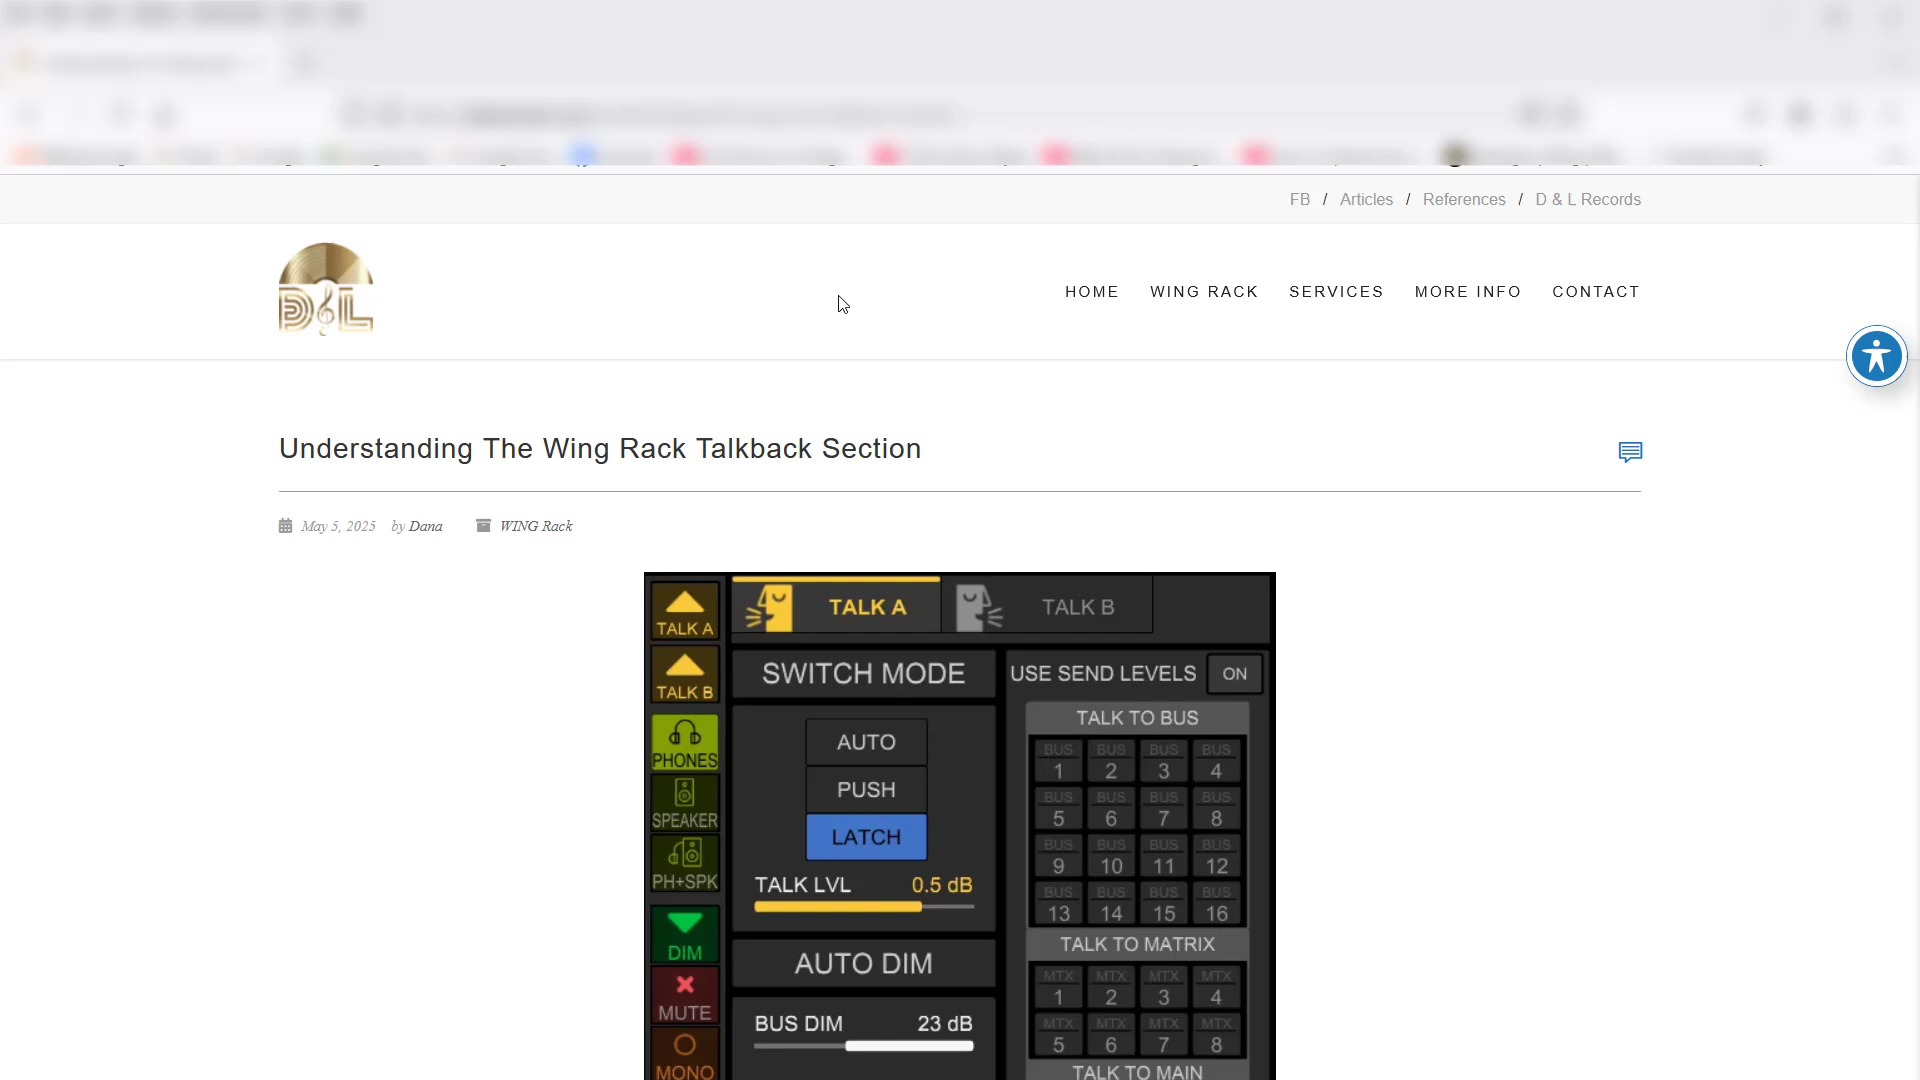 FB / Articles / References / D & L Records
D&L
HOME WING RACK SERVICES MORE INFO CONTACT
Understanding The Wing Rack Talkback Section
May 5, 2025 by Dana WING Rack
TALK A
TALK B
PHONES
SPEAKER
PH+SPK
DIM
MUTE
MONO
TALK A TALK B
SWITCH MODE
AUTO
PUSH
LATCH
TALK LVL 0.5 dB
AUTO DIM
BUS DIM 23 dB
USE SEND LEVELS ON
TALK TO BUS
BUS BUS BUS BUS
1 2 3 4
BUS BUS BUS BUS
5 6 7 8
BUS BUS BUS BUS
9 10 11 12
BUS BUS BUS BUS
13 14 15 16
TALK TO MATRIX
MTX MTX MTX MTX
1 2 3 4
MTX MTX MTX MTX
5 6 7 8
TALK TO MAIN